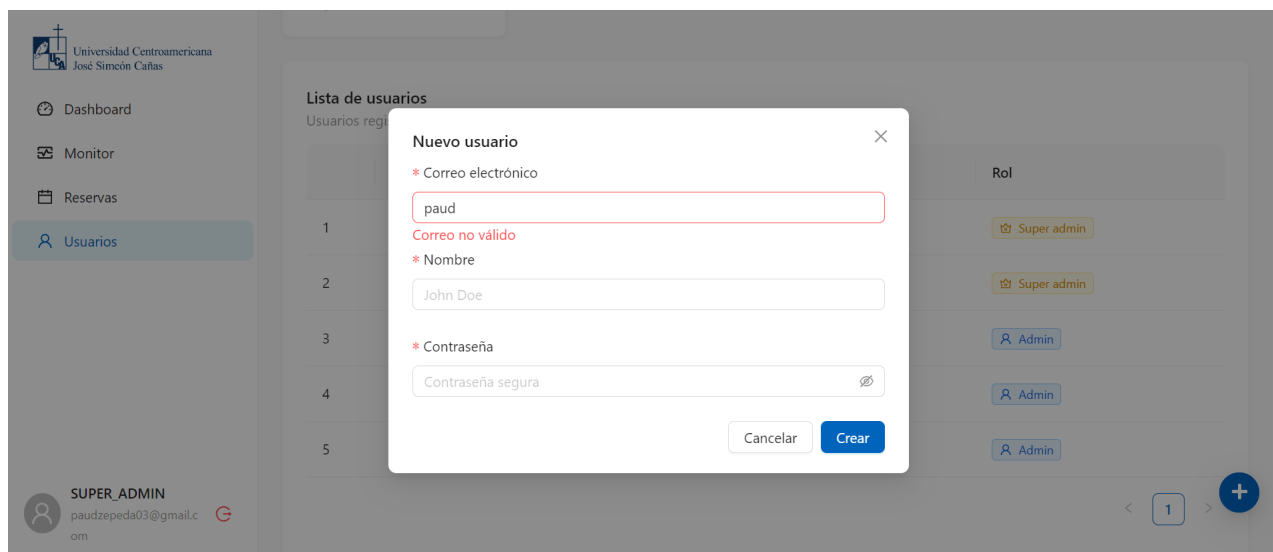 UCA
Universidad Centroamericana
José Simeón Cañas
Dashboard
Monitor
Reservas
Usuarios
Lista de usuarios
Usuarios regi
Rol
1
Super admin
2
Super admin
3
Admin
4
Admin
5
Admin
Nuevo usuario
* Correo electrónico
paud
Correo no válido
* Nombre
John Doe
* Contraseña
Contraseña segura
Cancelar
Crear
SUPER_ADMIN
paudzepeda03@gmail.c
om
< 1 >
+